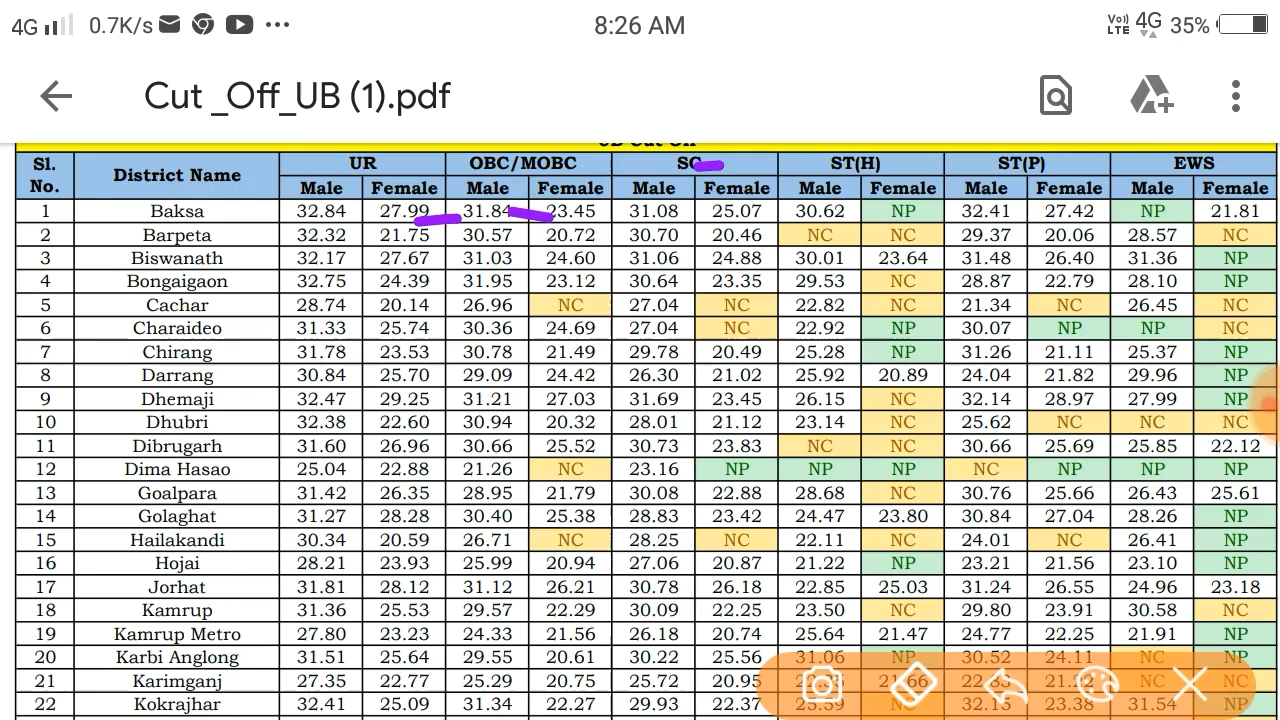 4G 0.7K/s 8:26 AM Vo) LTE 4G 35%
Cut _Off_UB (1).pdf
UB Cut Off
Sl. No. District Name UR OBC/MOBC SC ST(H) ST(P) EWS
Male Female Male Female Male Female Male Female Male Female Male Female
1 Baksa 32.84 27.99 31.84 23.45 31.08 25.07 30.62 NP 32.41 27.42 NP 21.81
2 Barpeta 32.32 21.75 30.57 20.72 30.70 20.46 NC NC 29.37 20.06 28.57 NC
3 Biswanath 32.17 27.67 31.03 24.60 31.06 24.88 30.01 23.64 31.48 26.40 31.36 NP
4 Bongaigaon 32.75 24.39 31.95 23.12 30.64 23.35 29.53 NC 28.87 22.79 28.10 NP
5 Cachar 28.74 20.14 26.96 NC 27.04 NC 22.82 NC 21.34 NC 26.45 NC
6 Charaideo 31.33 25.74 30.36 24.69 27.04 NC 22.92 NP 30.07 NP NP NC
7 Chirang 31.78 23.53 30.78 21.49 29.78 20.49 25.28 NP 31.26 21.11 25.37 NP
8 Darrang 30.84 25.70 29.09 24.42 26.30 21.02 25.92 20.89 24.04 21.82 29.96 NP
9 Dhemaji 32.47 29.25 31.21 27.03 31.69 23.45 26.15 NC 32.14 28.97 27.99 NP
10 Dhubri 32.38 22.60 30.94 20.32 28.01 21.12 23.14 NC 25.62 NC NC NC
11 Dibrugarh 31.60 26.96 30.66 25.52 30.73 23.83 NC NC 30.66 25.69 25.85 22.12
12 Dima Hasao 25.04 22.88 21.26 NC 23.16 NP NP NP NC NP NP NP
13 Goalpara 31.42 26.35 28.95 21.79 30.08 22.88 28.68 NC 30.76 25.66 26.43 25.61
14 Golaghat 31.27 28.28 30.40 25.38 28.83 23.42 24.47 23.80 30.84 27.04 28.26 NP
15 Hailakandi 30.34 20.59 26.71 NC 28.25 NC 22.11 NC 24.01 NC 26.41 NP
16 Hojai 28.21 23.93 25.99 20.94 27.06 20.87 21.22 NP 23.21 21.56 23.10 NP
17 Jorhat 31.81 28.12 31.12 26.21 30.78 26.18 22.85 25.03 31.24 26.55 24.96 23.18
18 Kamrup 31.36 25.53 29.57 22.29 30.09 22.25 23.50 NC 29.80 23.91 30.58 NC
19 Kamrup Metro 27.80 23.23 24.33 21.56 26.18 20.74 25.64 21.47 24.77 22.25 21.91 NP
20 Karbi Anglong 31.51 25.64 29.55 20.61 30.22 25.56 31.06 NP 30.52 24.11 NC NP
21 Karimganj 27.35 22.77 25.29 20.75 25.72 20.95 NC NC
22 Kokrajhar 32.41 25.09 31.34 22.27 29.93 22.37 25.59 NC 32.13 23.38 31.54 NP